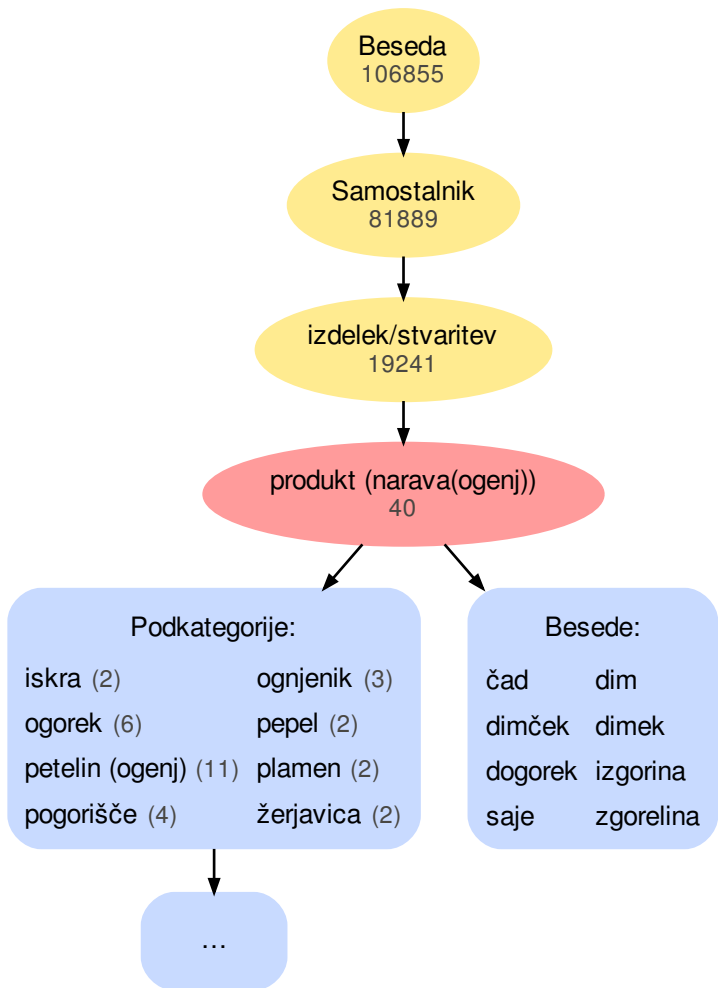 Beseda
106855
Samostalnik
81889
izdelek/stvaritev
19241
produkt (narava(ogenj))
40
Podkategorije:
iskra (2) ognjenik (3)
ogorek (6) pepel (2)
petelin (ogenj) (11) plamen (2)
pogorišče (4) žerjavica (2)
Besede:
čad dim
dimček dimek
dogorek izgorina
saje zgorelina
...